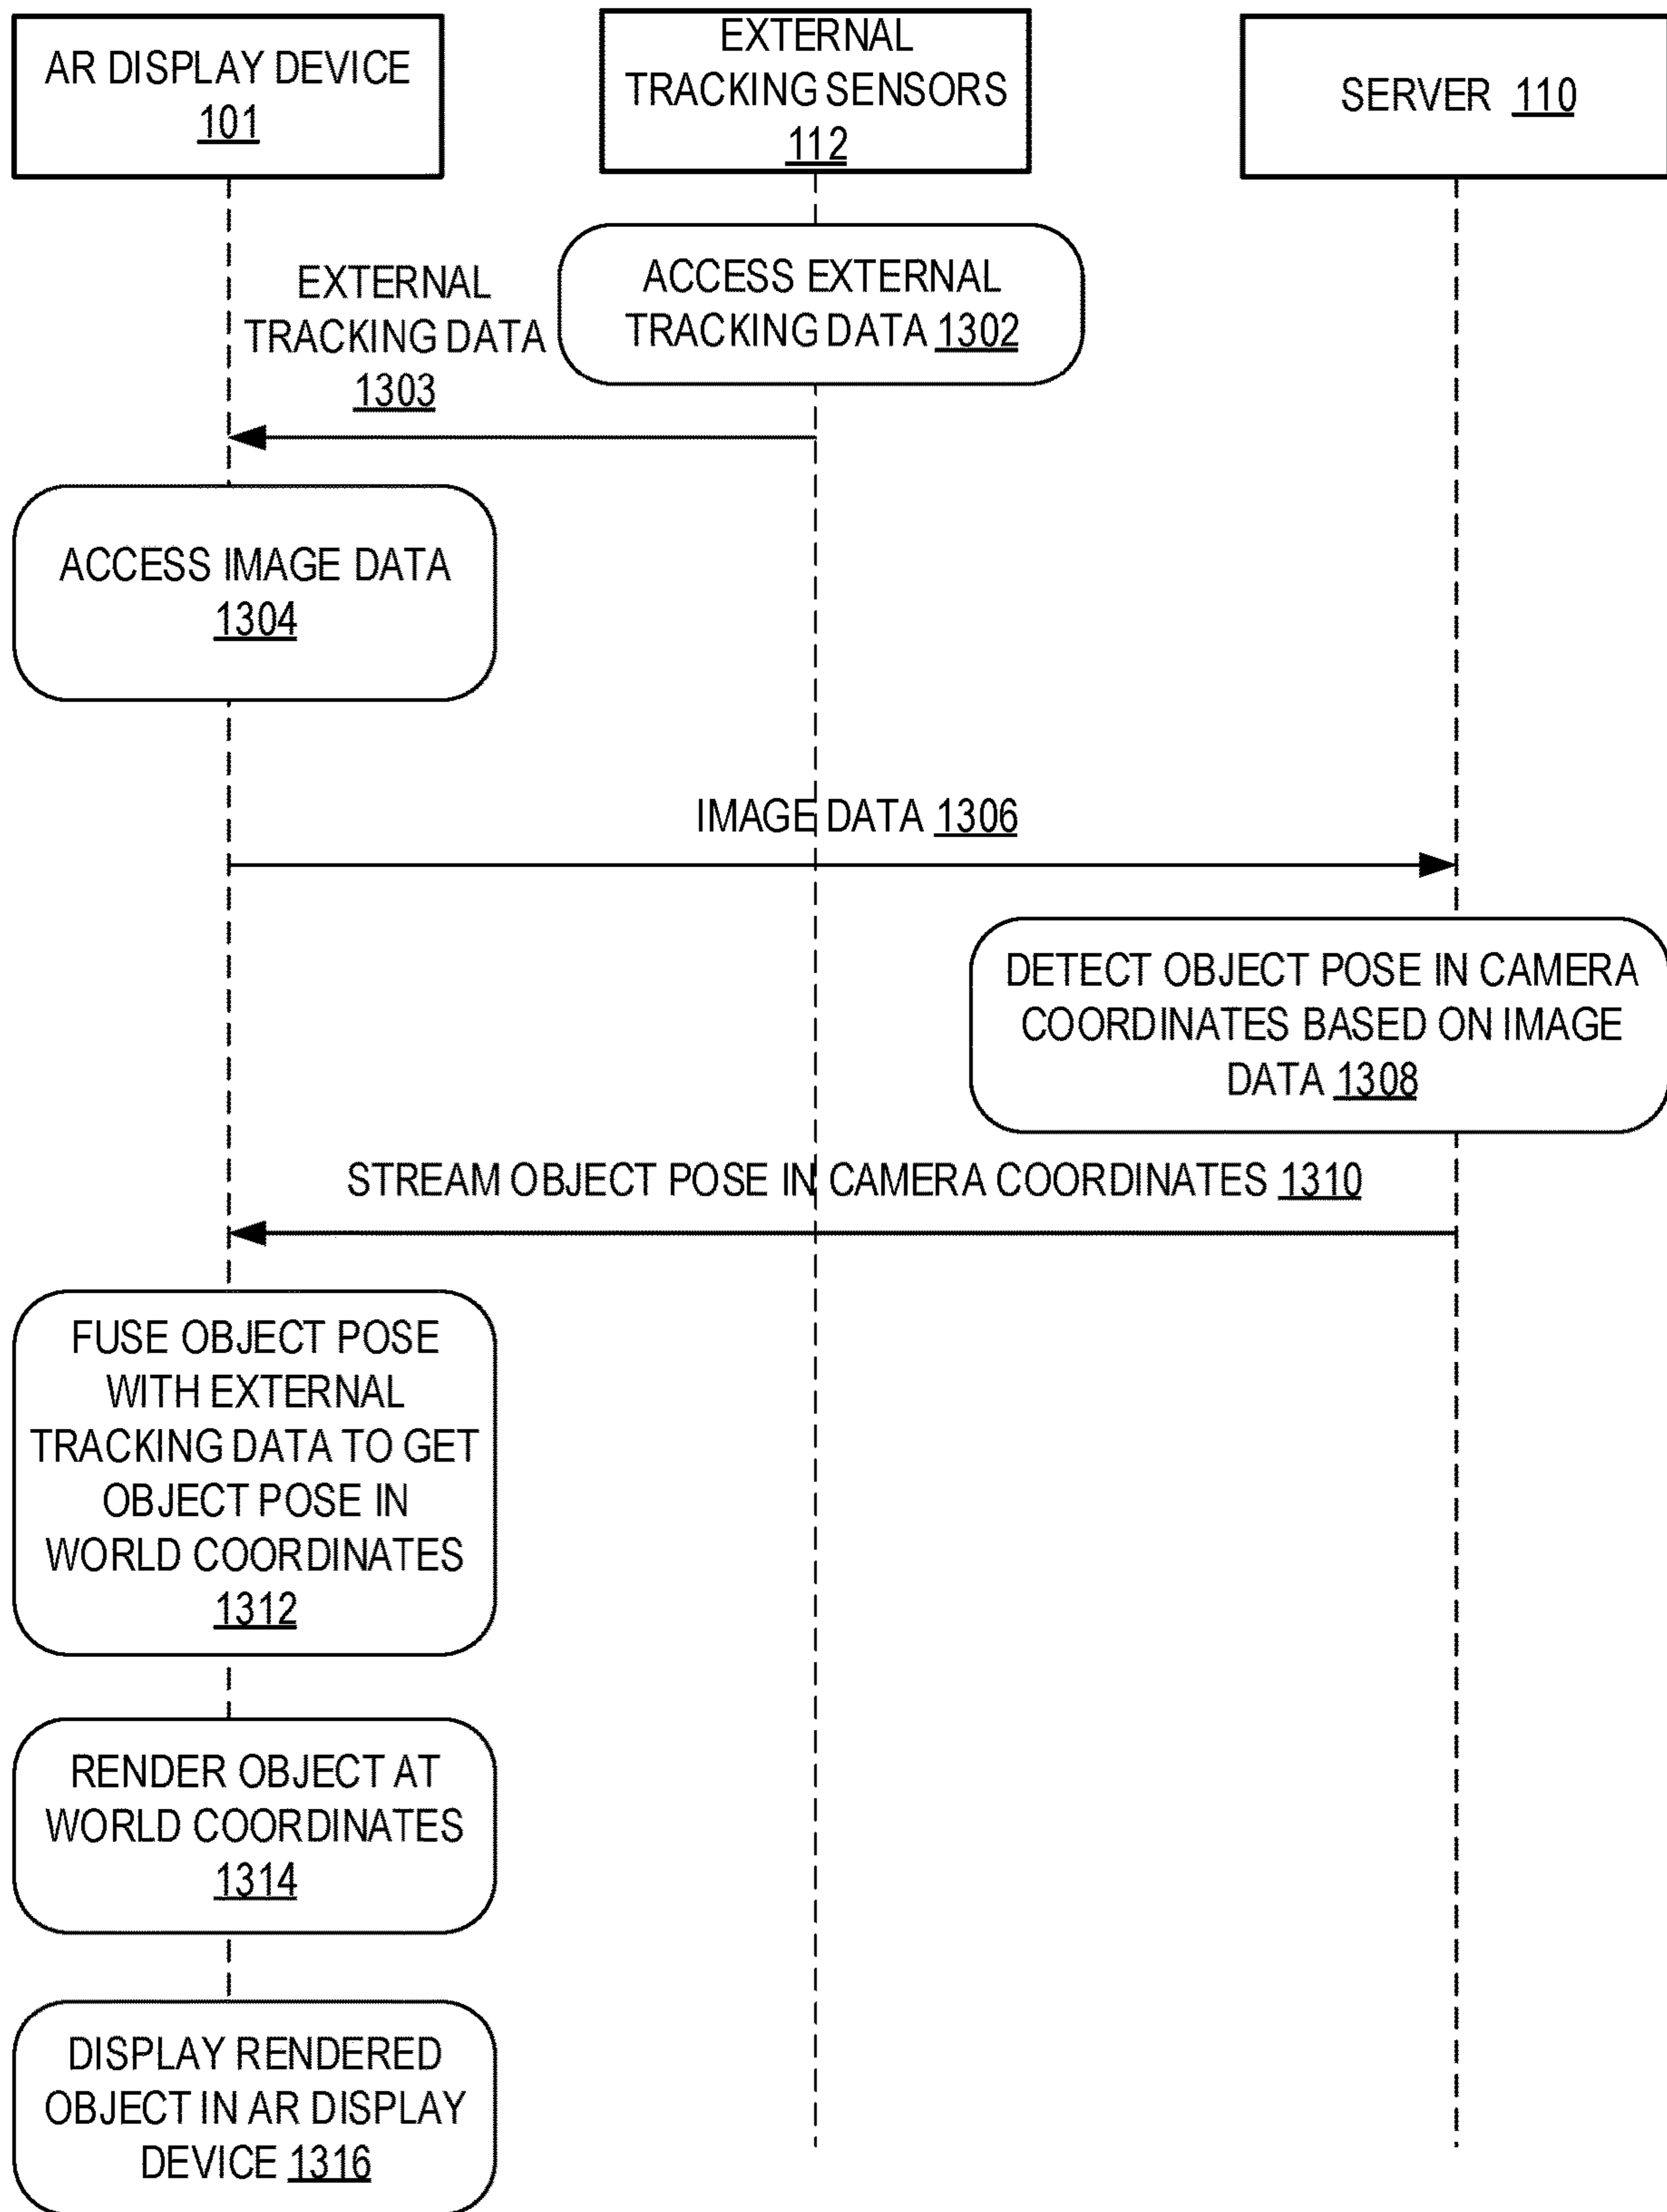 AR DISPLAY DEVICE
101
EXTERNAL
TRACKING SENSORS
112
SERVER 110
ACCESS EXTERNAL
TRACKING DATA 1302
EXTERNAL
TRACKING DATA
1303
ACCESS IMAGE DATA
1304
IMAGE DATA 1306
DETECT OBJECT POSE IN CAMERA
COORDINATES BASED ON IMAGE
DATA 1308
STREAM OBJECT POSE IN CAMERA COORDINATES 1310
FUSE OBJECT POSE
WITH EXTERNAL
TRACKING DATA TO GET
OBJECT POSE IN
WORLD COORDINATES
1312
RENDER OBJECT AT
WORLD COORDINATES
1314
DISPLAY RENDERED
OBJECT IN AR DISPLAY
DEVICE 1316